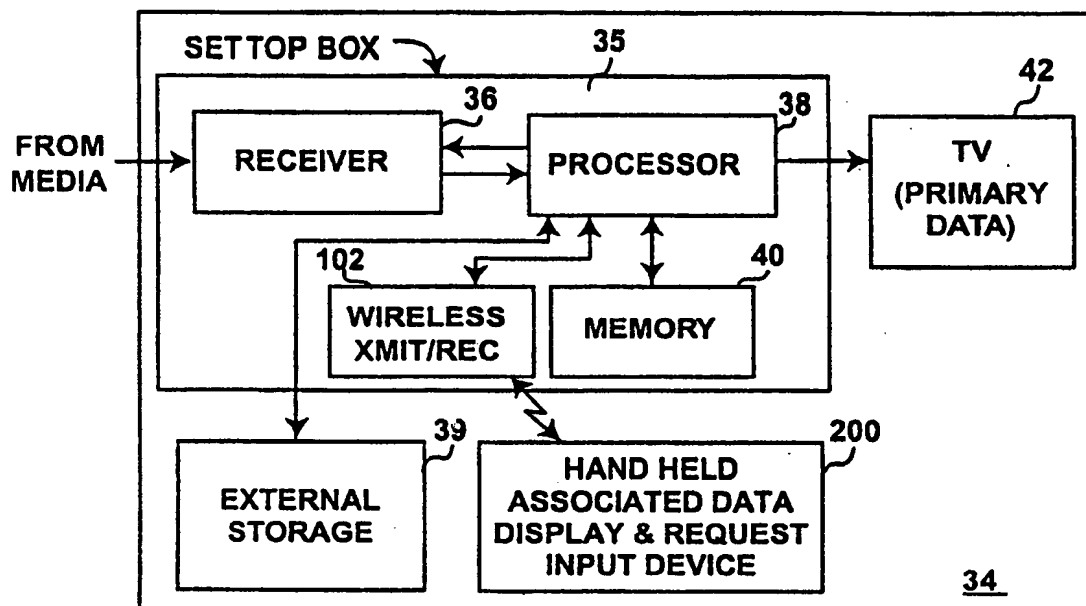 SET TOP BOX
35
36
38
42
FROM
MEDIA
RECEIVER
PROCESSOR
TV
(PRIMARY
DATA)
102
40
WIRELESS
XMIT/REC
MEMORY
39
200
EXTERNAL
STORAGE
HAND HELD
ASSOCIATED DATA
DISPLAY & REQUEST
INPUT DEVICE
34